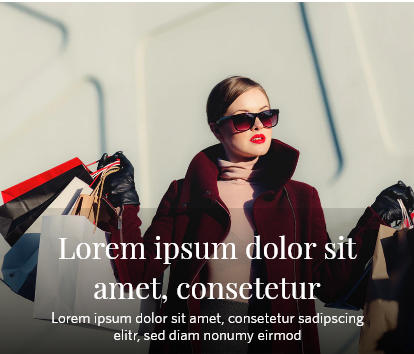 Lorem ipsum dolor sit
amet, consetetur
Lorem ipsum dolor sit amet, consetetur sadipscing
elitr, sed diam nonumy eirmod